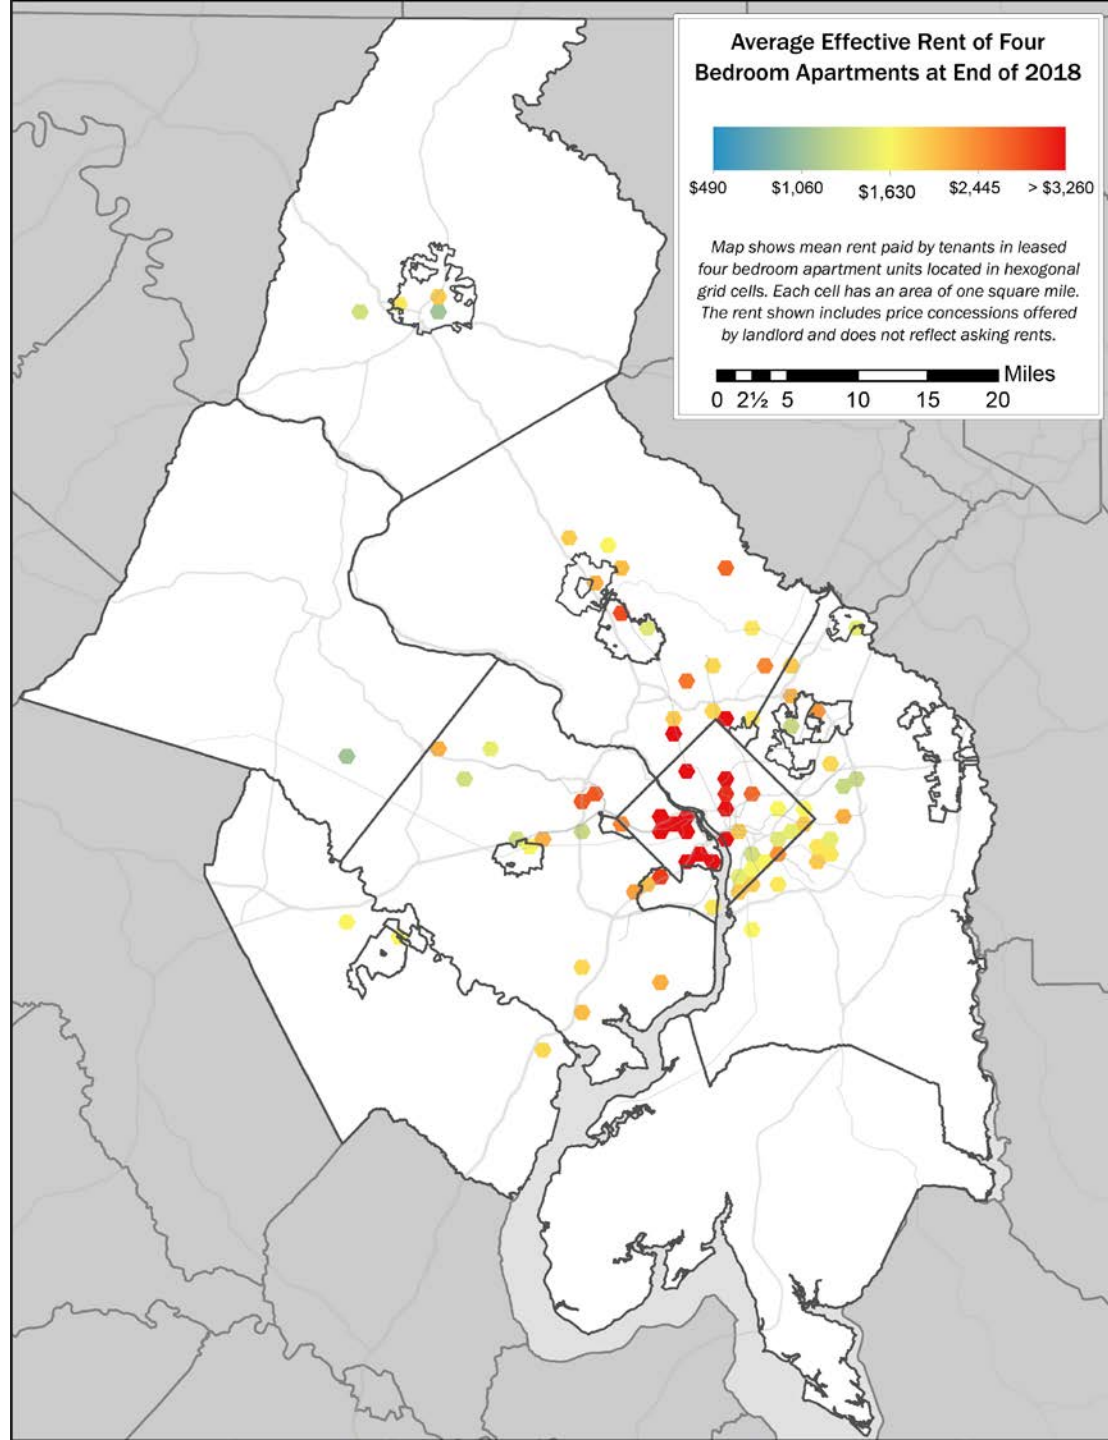 Average Effective Rent of Four
Bedroom Apartments at End of 2018
$490 $1,060 $1,630 $2,445 > $3,260
Map shows mean rent paid by tenants in leased
four bedroom apartment units located in hexogonal
grid cells. Each cell has an area of one square mile.
The rent shown includes price concessions offered
by landlord and does not reflect asking rents.
Miles
0 2½ 5 10 15 20